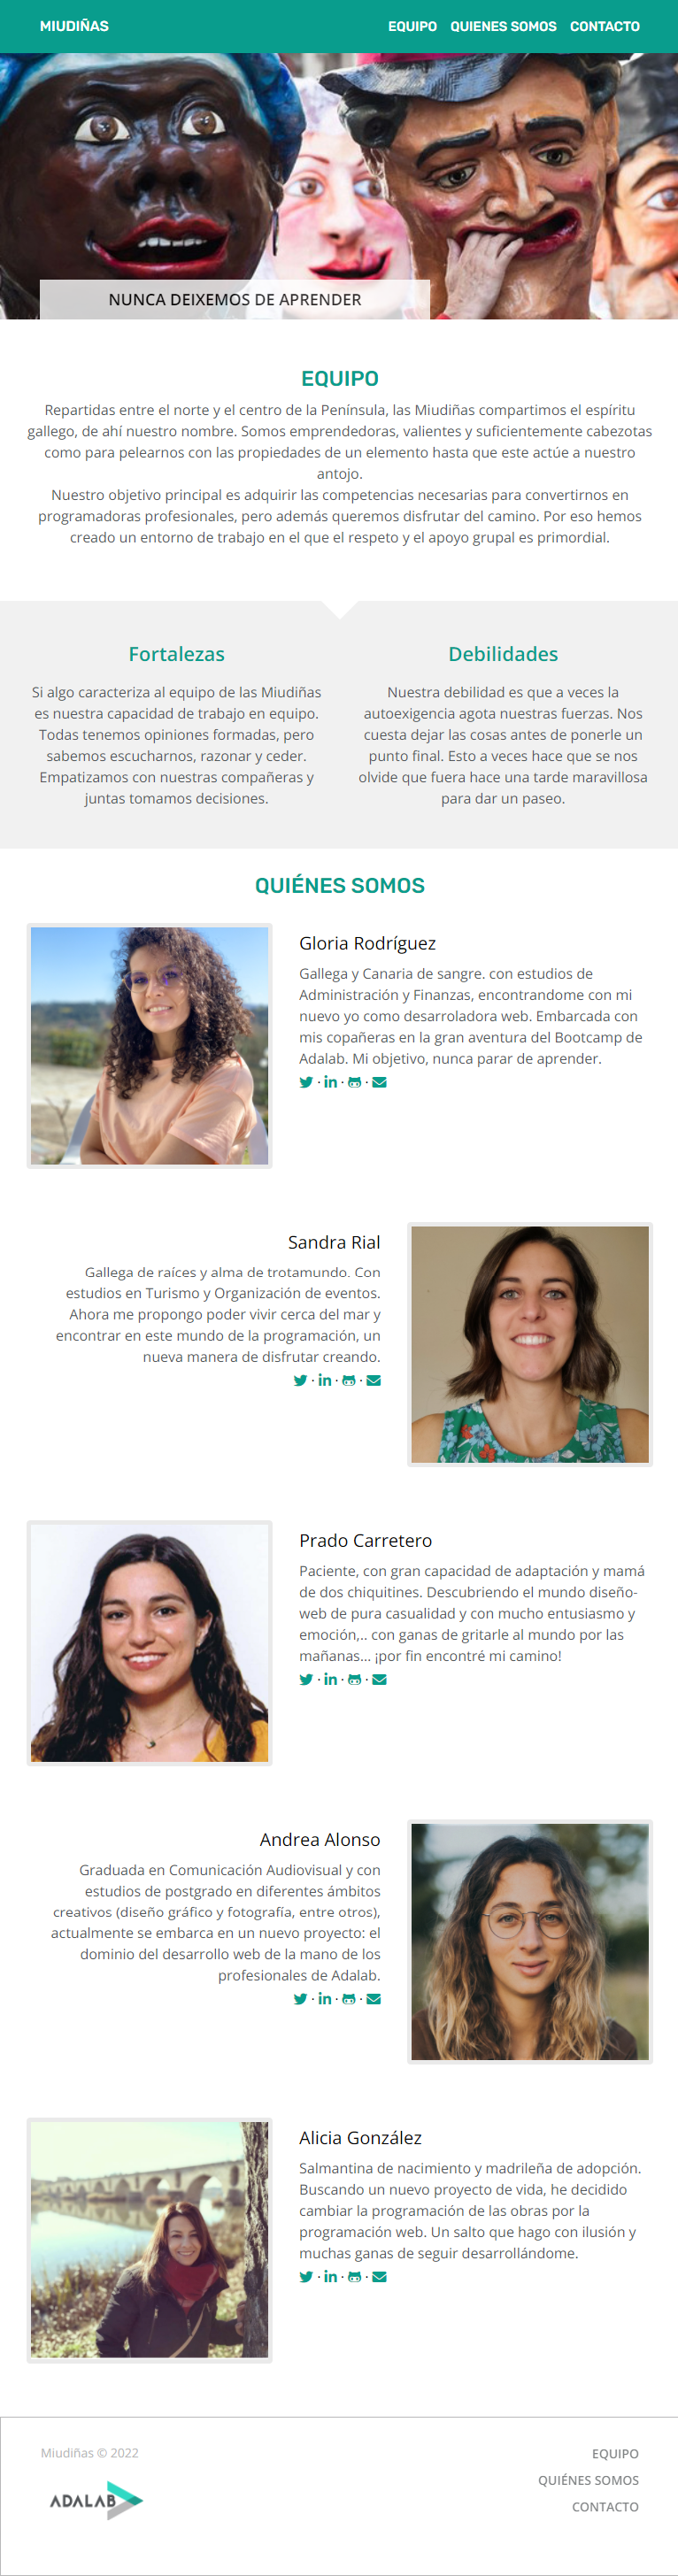 MIUDIÑAS
EQUIPO QUIENES SOMOS CONTACTO
NUNCA DEIXEMOS DE APRENDER
EQUIPO
Repartidas entre el norte y el centro de la Península, las Miudiñas compartimos el espíritu
gallego, de ahí nuestro nombre. Somos emprendedoras, valientes y suficientemente cabezotas
como para pelearnos con las propiedades de un elemento hasta que este actúe a nuestro
antojo.
Nuestro objetivo principal es adquirir las competencias necesarias para convertirnos en
programadoras profesionales, pero además queremos disfrutar del camino. Por eso hemos
creado un entorno de trabajo en el que el respeto y el apoyo grupal es primordial.
Fortalezas
Si algo caracteriza al equipo de las Miudiñas
es nuestra capacidad de trabajo en equipo.
Todas tenemos opiniones formadas, pero
sabemos escucharnos, razonar y ceder.
Empatizamos con nuestras compañeras y
juntas tomamos decisiones.
Debilidades
Nuestra debilidad es que a veces la
autoexigencia agota nuestras fuerzas. Nos
cuesta dejar las cosas antes de ponerle un
punto final. Esto a veces hace que se nos
olvide que fuera hace una tarde maravillosa
para dar un paseo.
QUIÉNES SOMOS
Gloria Rodríguez
Gallega y Canaria de sangre. con estudios de
Administración y Finanzas, encontrandome con mi
nuevo yo como desarroladora web. Embarcada con
mis copañeras en la gran aventura del Bootcamp de
Adalab. Mi objetivo, nunca parar de aprender.
Sandra Rial
Gallega de raíces y alma de trotamundo. Con
estudios en Turismo y Organización de eventos.
Ahora me propongo poder vivir cerca del mar y
encontrar en este mundo de la programación, un
nueva manera de disfrutar creando.
Prado Carretero
Paciente, con gran capacidad de adaptación y mamá
de dos chiquitines. Descubriendo el mundo diseño-
web de pura casualidad y con mucho entusiasmo y
emoción,.. con ganas de gritarle al mundo por las
mañanas... ¡por fin encontré mi camino!
Andrea Alonso
Graduada en Comunicación Audiovisual y con
estudios de postgrado en diferentes ámbitos
creativos (diseño gráfico y fotografía, entre otros),
actualmente se embarca en un nuevo proyecto: el
dominio del desarrollo web de la mano de los
profesionales de Adalab.
Alicia González
Salmantina de nacimiento y madrileña de adopción.
Buscando un nuevo proyecto de vida, he decidido
cambiar la programación de las obras por la
programación web. Un salto que hago con ilusión y
muchas ganas de seguir desarrollándome.
Miudiñas © 2022
ADALAB
EQUIPO
QUIÉNES SOMOS
CONTACTO